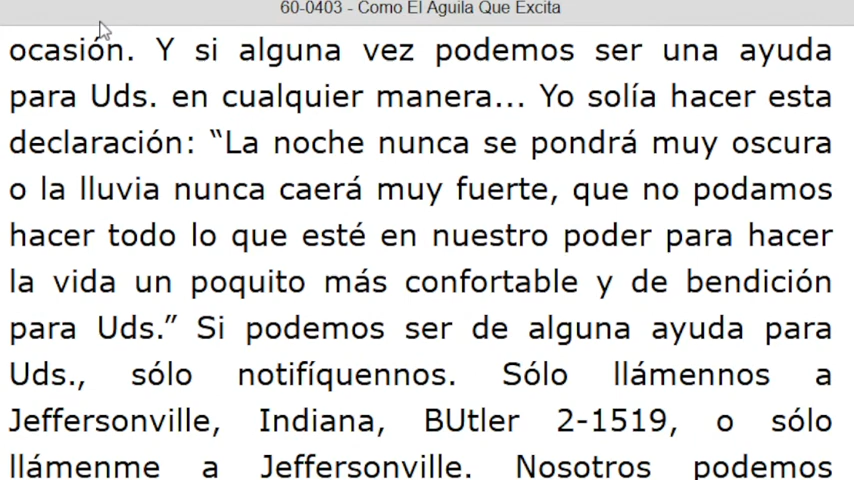 60-0403 - Como El Aguila Que Excita
ocasión. Y si alguna vez podemos ser una ayuda
para Uds. en cualquier manera... Yo solía hacer esta
declaración: “La noche nunca se pondrá muy oscura
o la lluvia nunca caerá muy fuerte, que no podamos
hacer todo lo que esté en nuestro poder para hacer
la vida un poquito más confortable y de bendición
para Uds.” Si podemos ser de alguna ayuda para
Uds., sólo notifíquennos. Sólo llámennos a
Jeffersonville, Indiana, BUtler 2-1519, o sólo
llámenme a Jeffersonville. Nosotros podemos